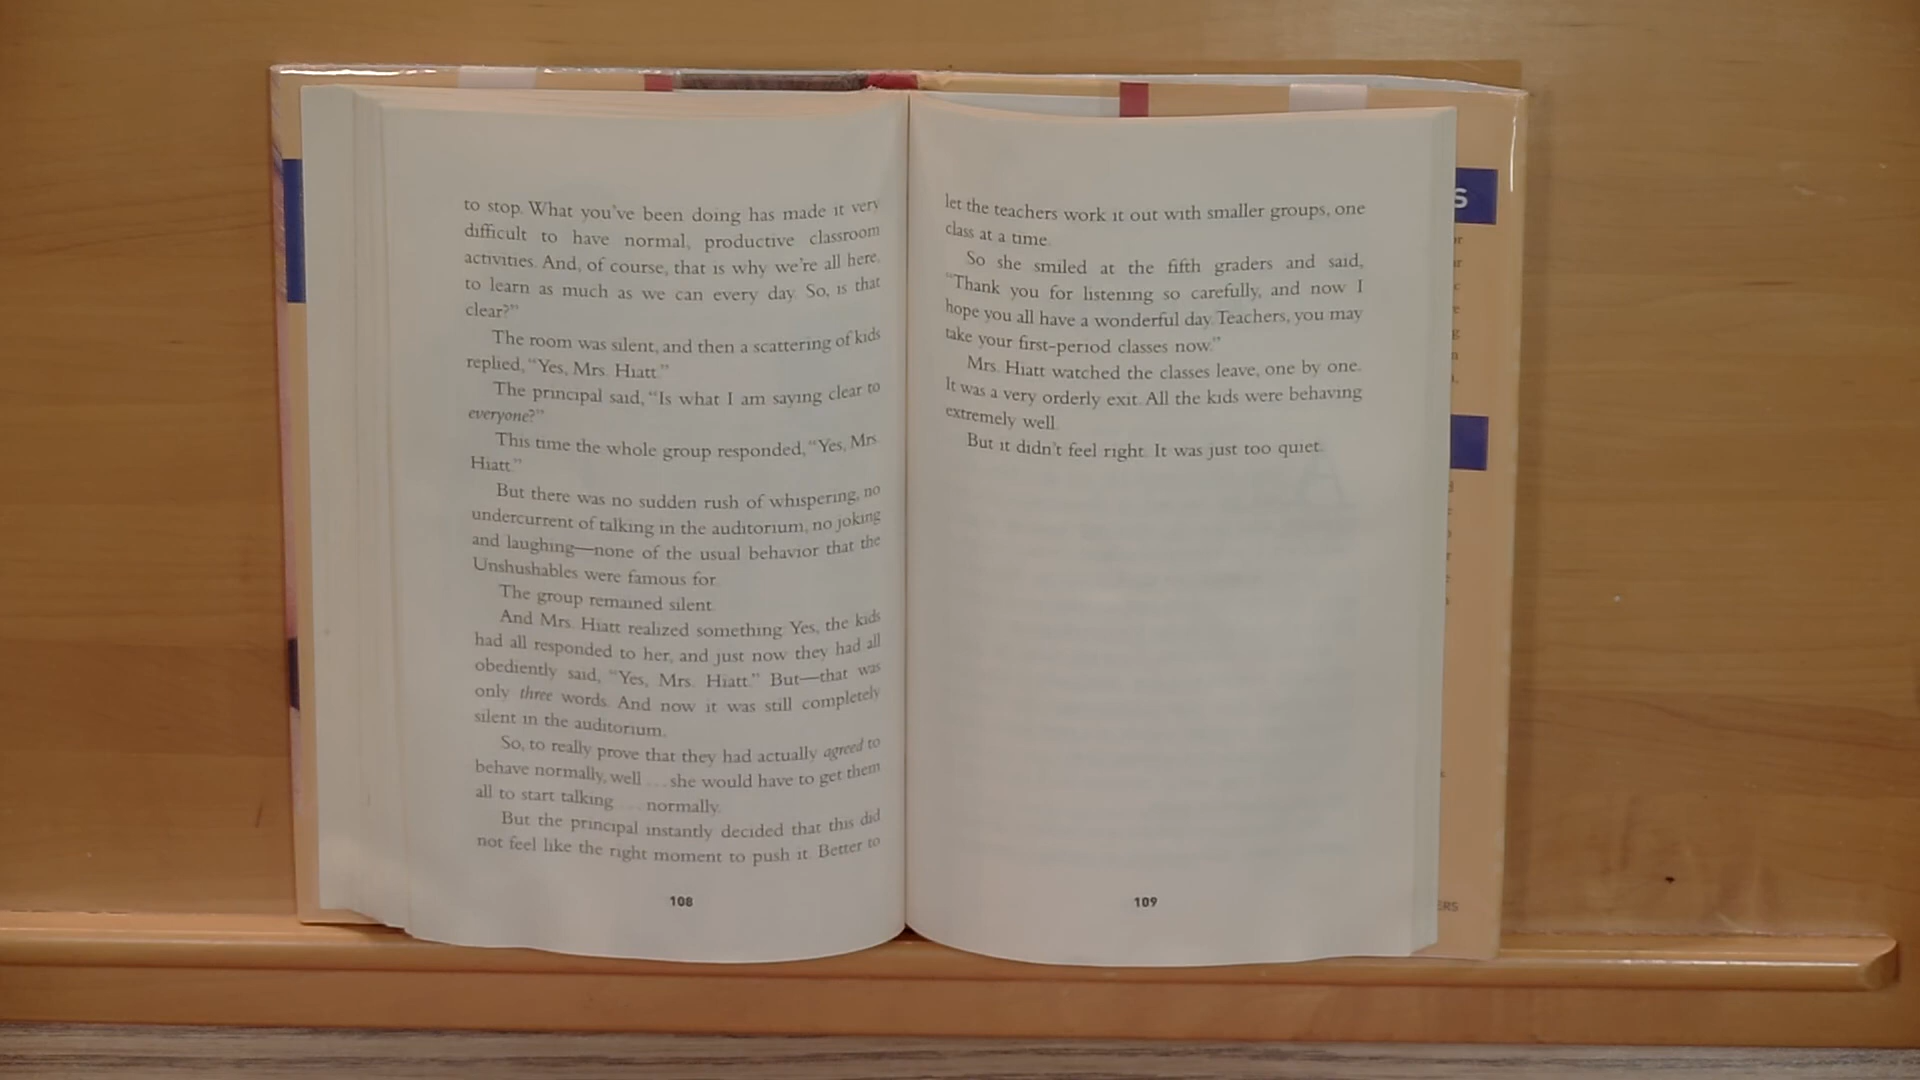 to stop. What you've been doing has made it very
difficult to have normal, productive classroom
activities. And, of course, that is why we're all here,
to learn as much as we can every day. So, is that
clear?"
The room was silent, and then a scattering of kids
replied, "Yes, Mrs. Hiatt."
The principal said, "Is what I am saying clear to
everyone?"
This time the whole group responded, "Yes, Mrs.
Hiatt."
But there was no sudden rush of whispering, no
undercurrent of talking in the auditorium, no joking
and laughing—none of the usual behavior that the
Unshushables were famous for.
The group remained silent.
And Mrs. Hiatt realized something: Yes, the kids
had all responded to her, and just now they had all
obediently said, "Yes, Mrs. Hiatt." But—that was
only three words. And now it was still completely
silent in the auditorium.
So, to really prove that they had actually agreed to
behave normally, well . . . she would have to get them
all to start talking . . . normally.
But the principal instantly decided that this did
not feel like the right moment to push it. Better to
108
let the teachers work it out with smaller groups, one
class at a time.
So she smiled at the fifth graders and said,
"Thank you for listening so carefully, and now I
hope you all have a wonderful day. Teachers, you may
take your first-period classes now."
Mrs. Hiatt watched the classes leave, one by one.
It was a very orderly exit. All the kids were behaving
extremely well.
But it didn't feel right. It was just too quiet.
109
S
ERS